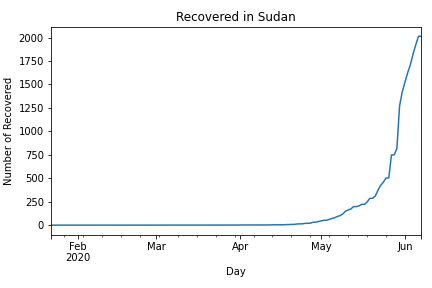 Recovered in Sudan
Number of Recovered
2000
1750
1500
1250
1000
750
500
250
0
Feb
2020
Mar
Apr
May
Jun
Day